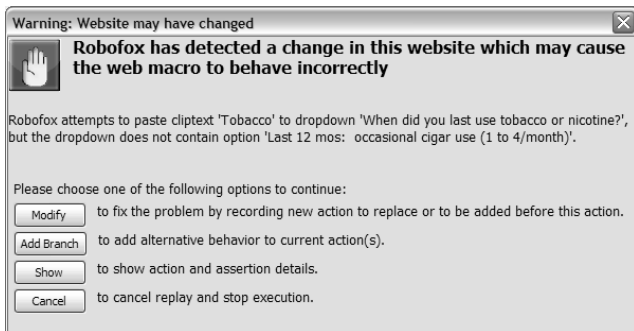 Warning: Website may have changed
Robofox has detected a change in this website which may cause
the web macro to behave incorrectly
Robofox attempts to paste cliptext 'Tobacco' to dropdown 'When did you last use tobacco or nicotine?',
but the dropdown does not contain option 'Last 12 mos:  occasional cigar use (1 to 4/month)'.
Please choose one of the following options to continue:
Modify to fix the problem by recording new action to replace or to be added before this action.
Add Branch to add alternative behavior to current action(s).
Show to show action and assertion details.
Cancel to cancel replay and stop execution.